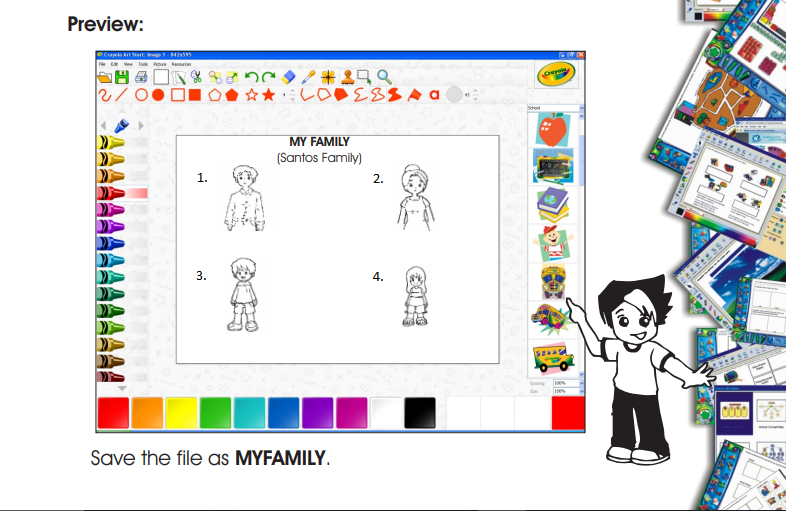 Preview:
Crayola Art Start: Image 1 - 842x595
File Edit View Tools Picture Resources
Crayola
School
MY FAMILY
(Santos Family)
1.
2.
3.
4.
Spacing: 100%
Size: 100%
Save the file as MYFAMILY.